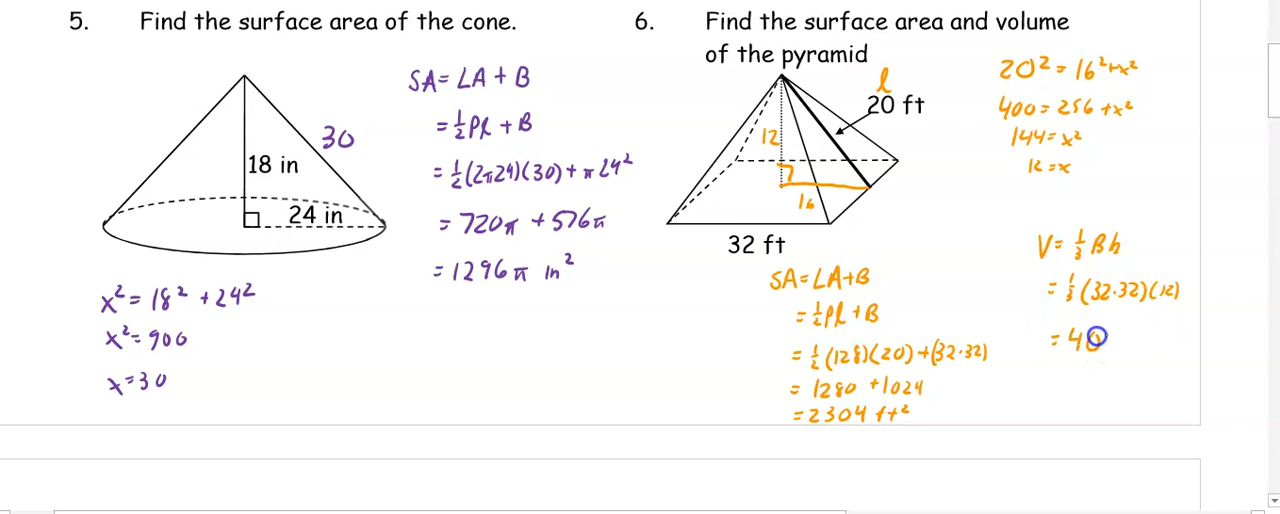 5. Find the surface area of the cone.
18 in
24 in
30
x² = 18² + 24²
x² = 900
x = 30
SA = LA + B
= ½Pl + B
= ½(2π24)(30) + π24²
= 720π + 576π
= 1296π in²
6. Find the surface area and volume
of the pyramid
l
20 ft
12
16
32 ft
20² = 16² + x²
400 = 256 + x²
144 = x²
12 = x
SA = LA + B
= ½Pl + B
= ½(128)(20) + (32·32)
= 1280 + 1024
= 2304 ft²
V = ⅓Bh
= ⅓(32·32)(12)
= 40